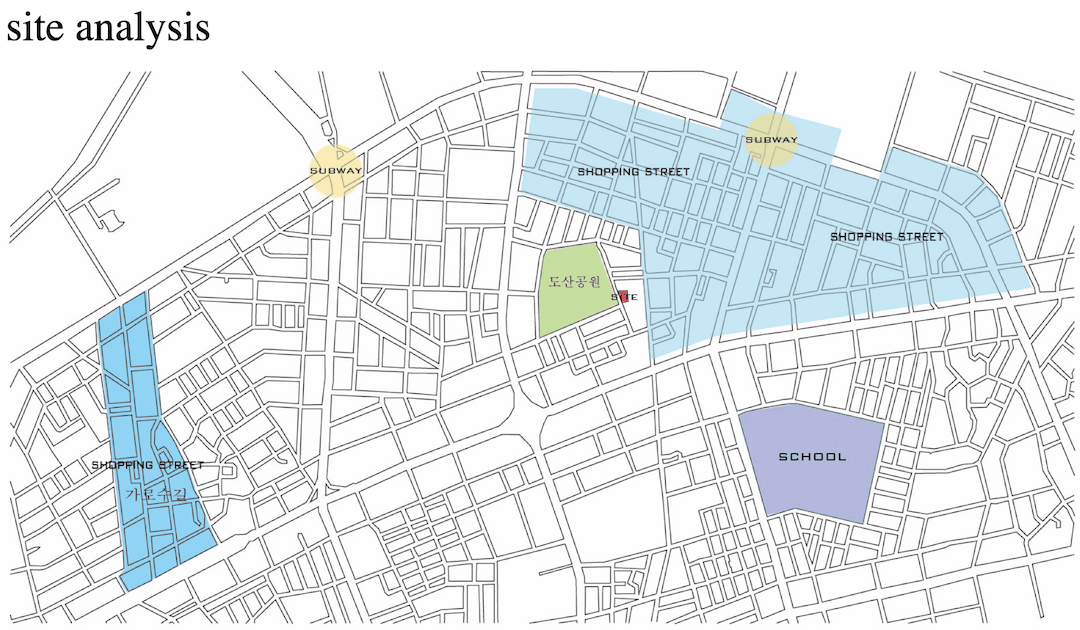 site analysis
SUBWAY
SUBWAY
SHOPPING STREET
SHOPPING STREET
도산공원
SITE
SCHOOL
SHOPPING STREET
가로수길